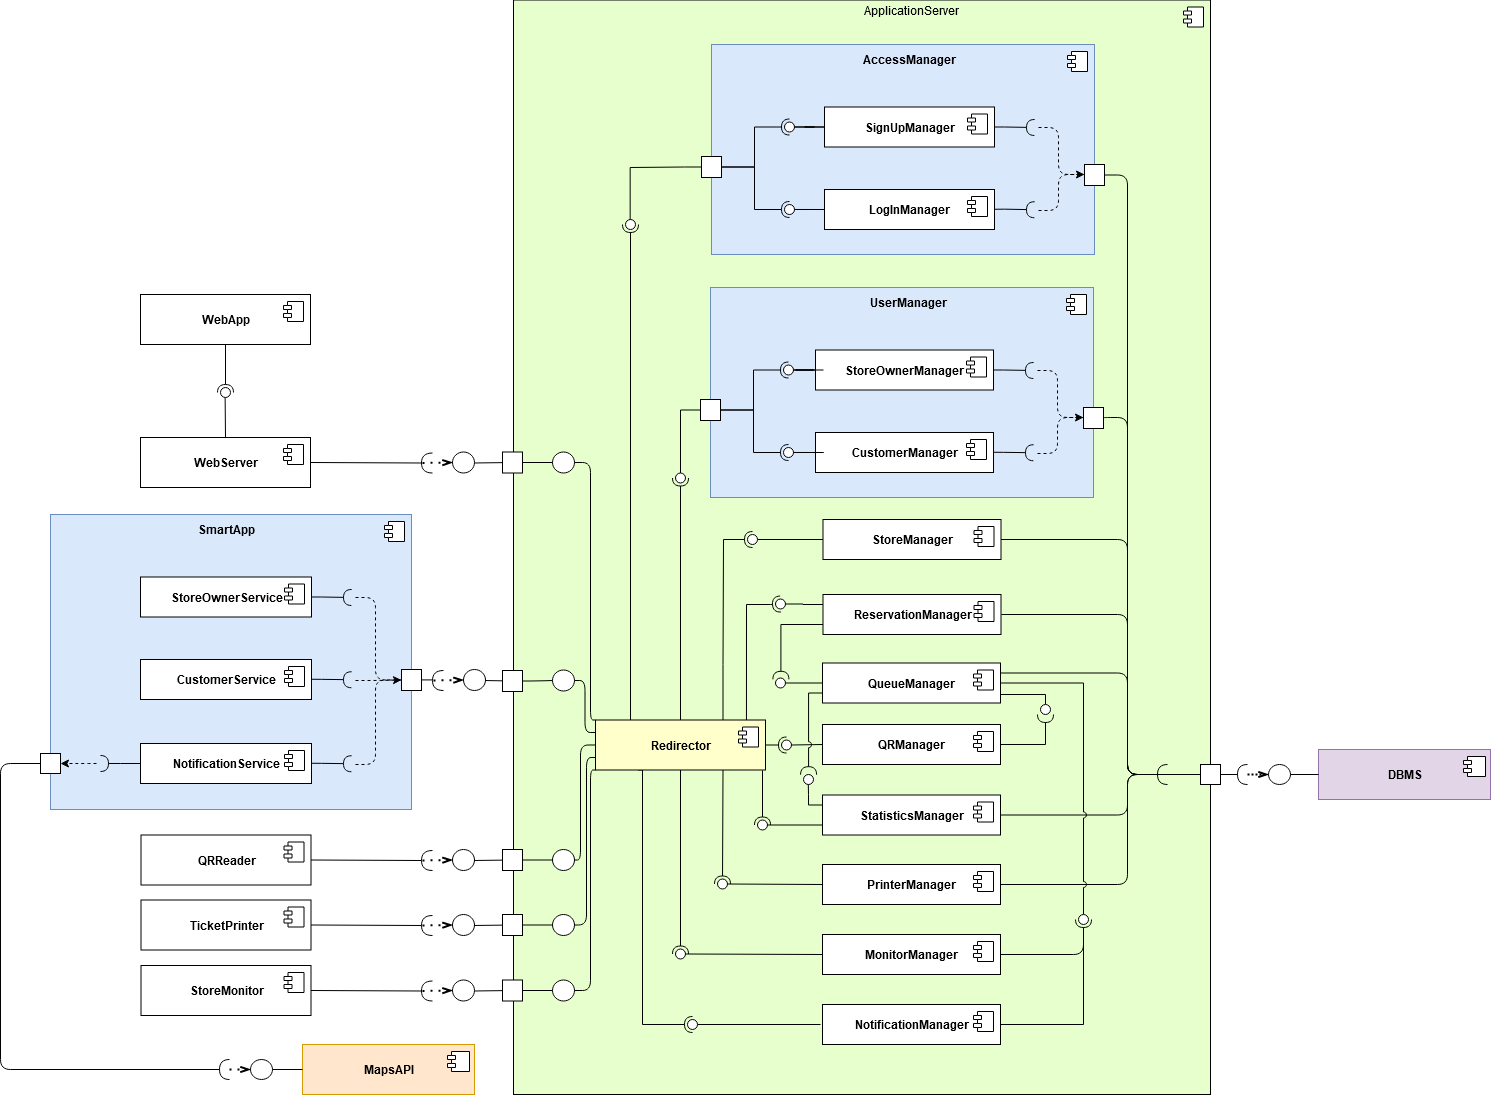 ApplicationServer
AccessManager
SignUpManager
LogInManager
UserManager
StoreOwnerManager
CustomerManager
WebApp
WebServer
SmartApp
StoreOwnerService
CustomerService
NotificationService
StoreManager
ReservationManager
QueueManager
QRManager
Redirector
StatisticsManager
PrinterManager
MonitorManager
NotificationManager
DBMS
QRReader
TicketPrinter
StoreMonitor
MapsAPI